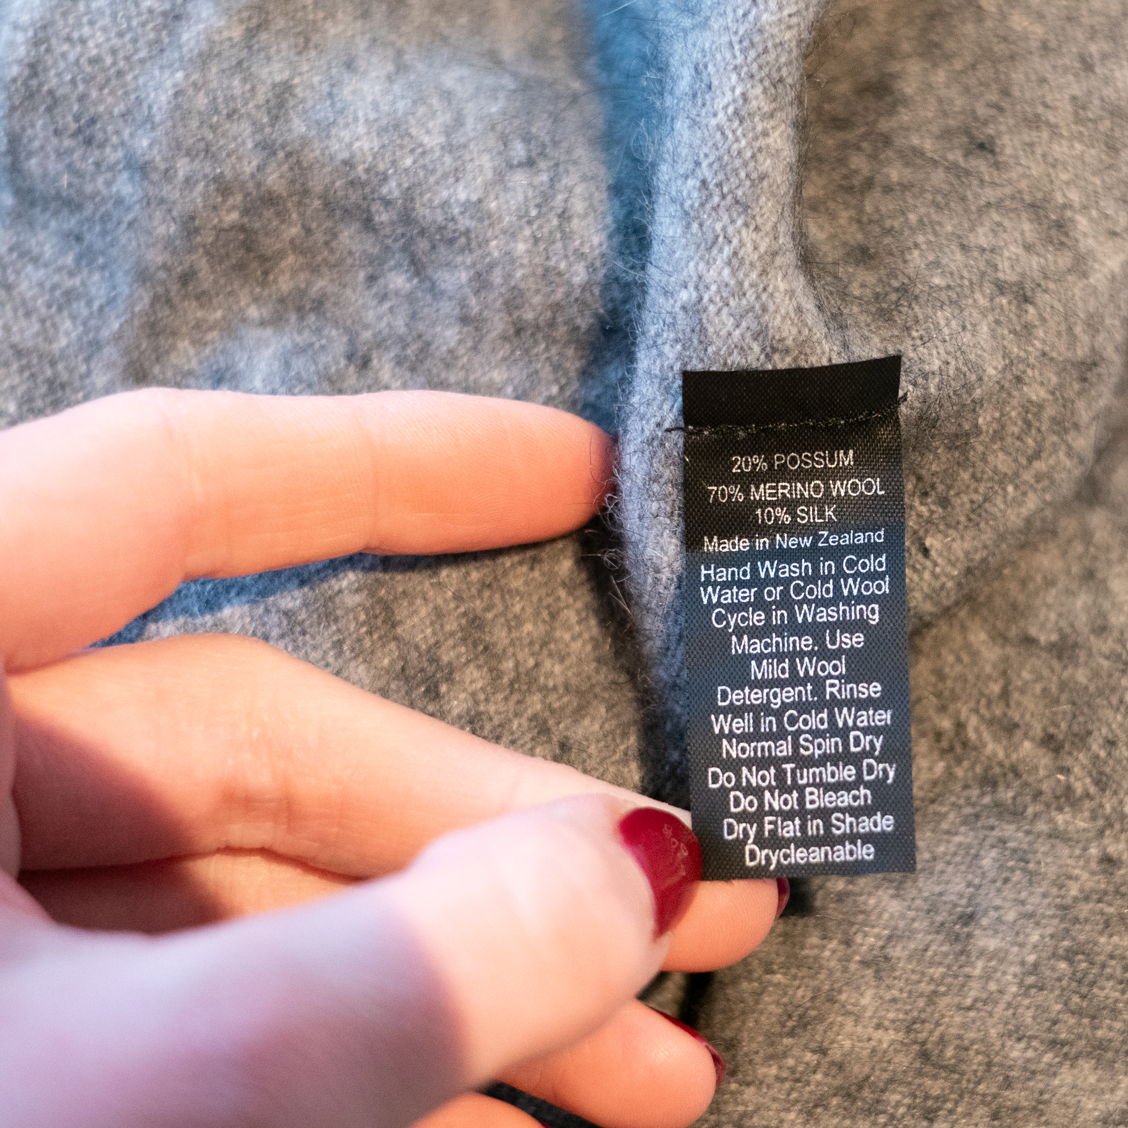 20% POSSUM
70% MERINO WOOL
10% SILK
Made in New Zealand
Hand Wash in Cold
Water or Cold Wool
Cycle in Washing
Machine. Use
Mild Wool
Detergent. Rinse
Well in Cold Water
Normal Spin Dry
Do Not Tumble Dry
Do Not Bleach
Dry Flat in Shade
Drycleanable